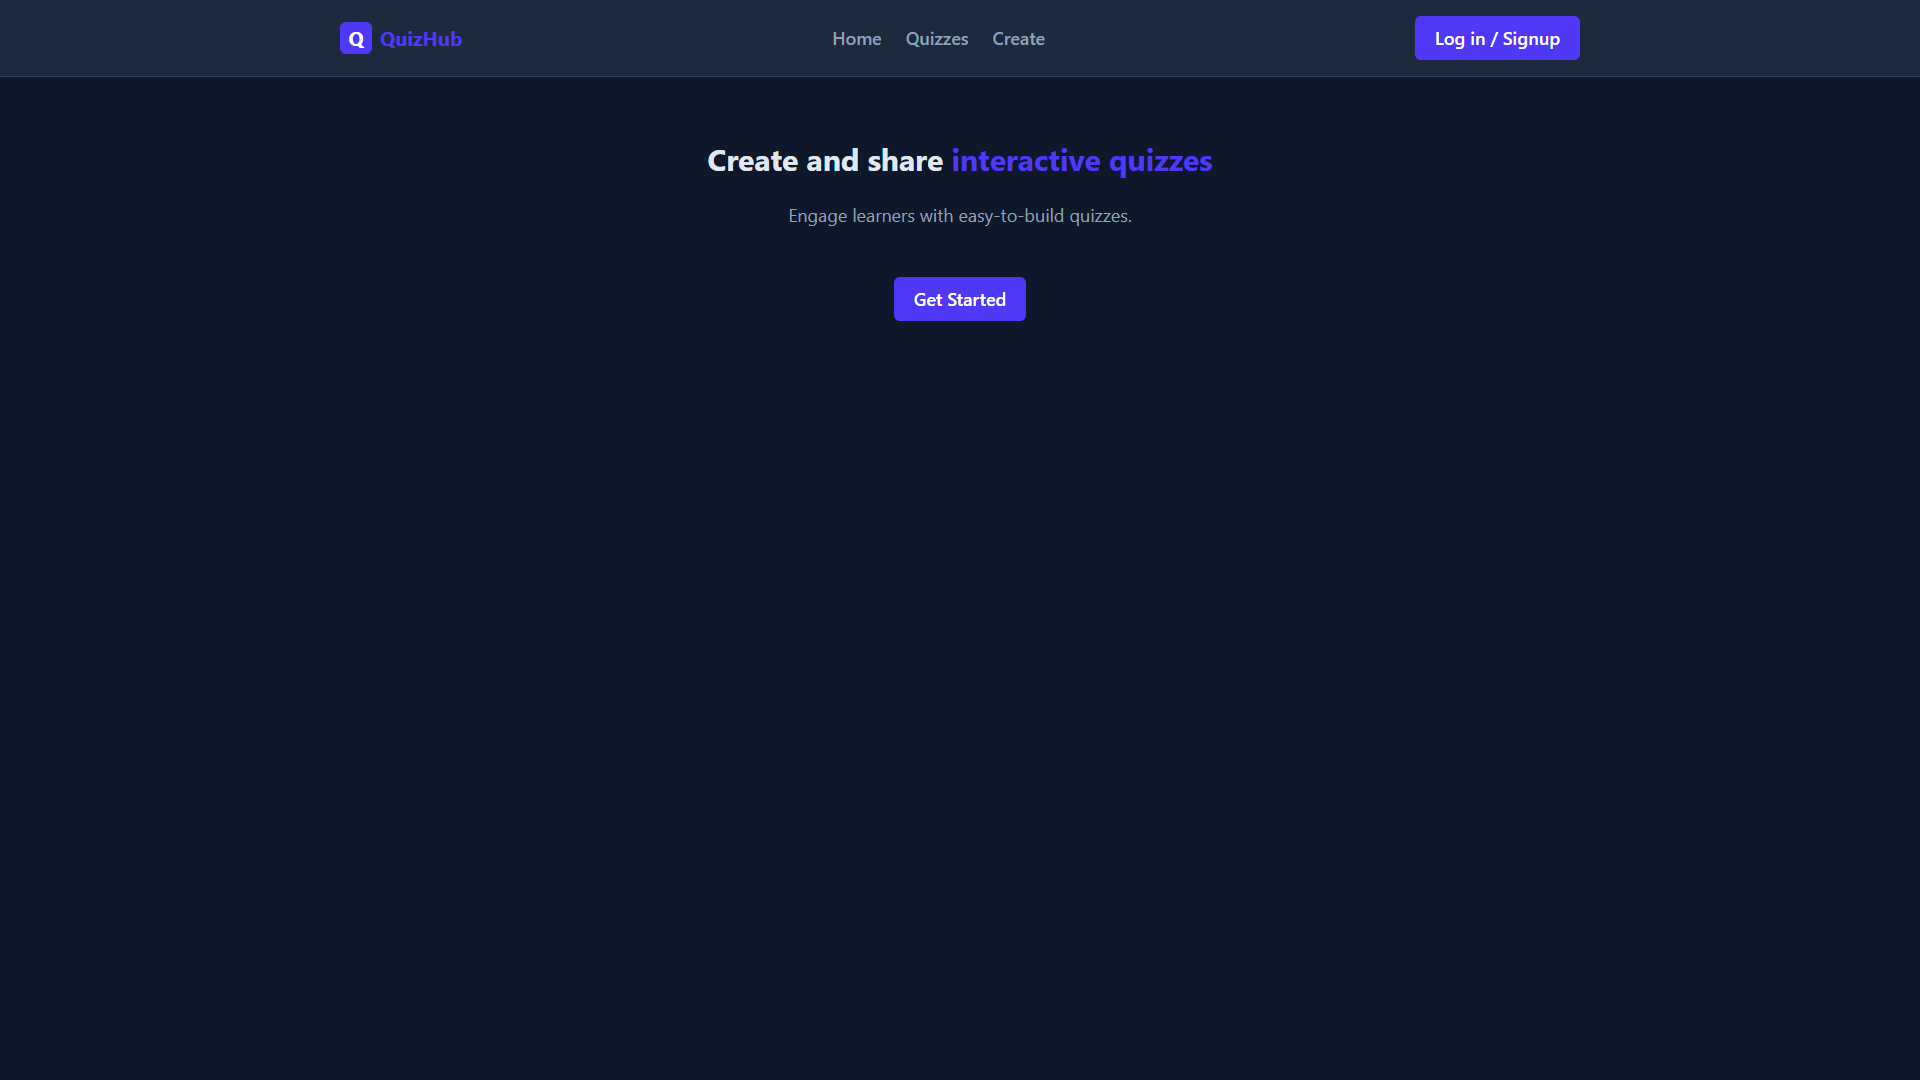 Q QuizHub
Home Quizzes Create
Log in / Signup
Create and share interactive quizzes
Engage learners with easy-to-build quizzes.
Get Started